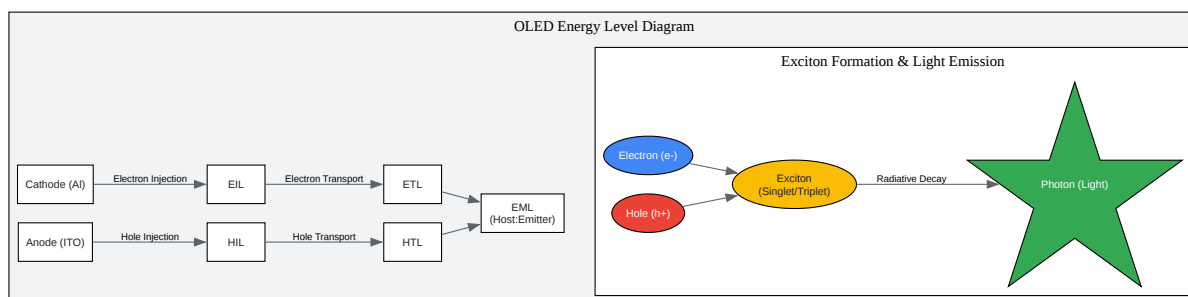 OLED Energy Level Diagram
Exciton Formation & Light Emission
Cathode (Al)
Electron Injection
EIL
Electron Transport
ETL
Anode (ITO)
Hole Injection
HIL
Hole Transport
HTL
EML
(Host:Emitter)
Electron (e-)
Hole (h+)
Exciton
(Singlet/Triplet)
Radiative Decay
Photon (Light)